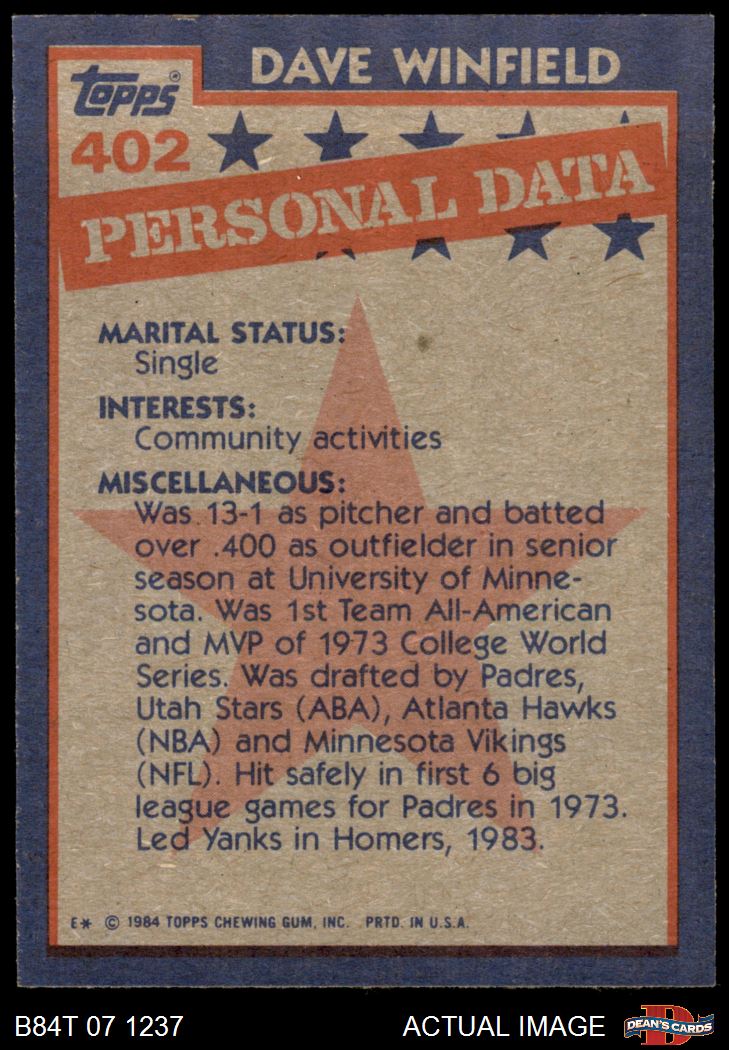 DAVE WINFIELD
Topps®
402
PERSONAL DATA
MARITAL STATUS:
Single
INTERESTS:
Community activities
MISCELLANEOUS:
Was 13-1 as pitcher and batted
over .400 as outfielder in senior
season at University of Minne-
sota. Was 1st Team All-American
and MVP of 1973 College World
Series. Was drafted by Padres,
Utah Stars (ABA), Atlanta Hawks
(NBA) and Minnesota Vikings
(NFL). Hit safely in first 6 big
league games for Padres in 1973.
Led Yanks in Homers, 1983.
E* © 1984 TOPPS CHEWING GUM, INC. PRTD. IN U.S.A.
B84T 07 1237 ACTUAL IMAGE D DEAN'S CARDS